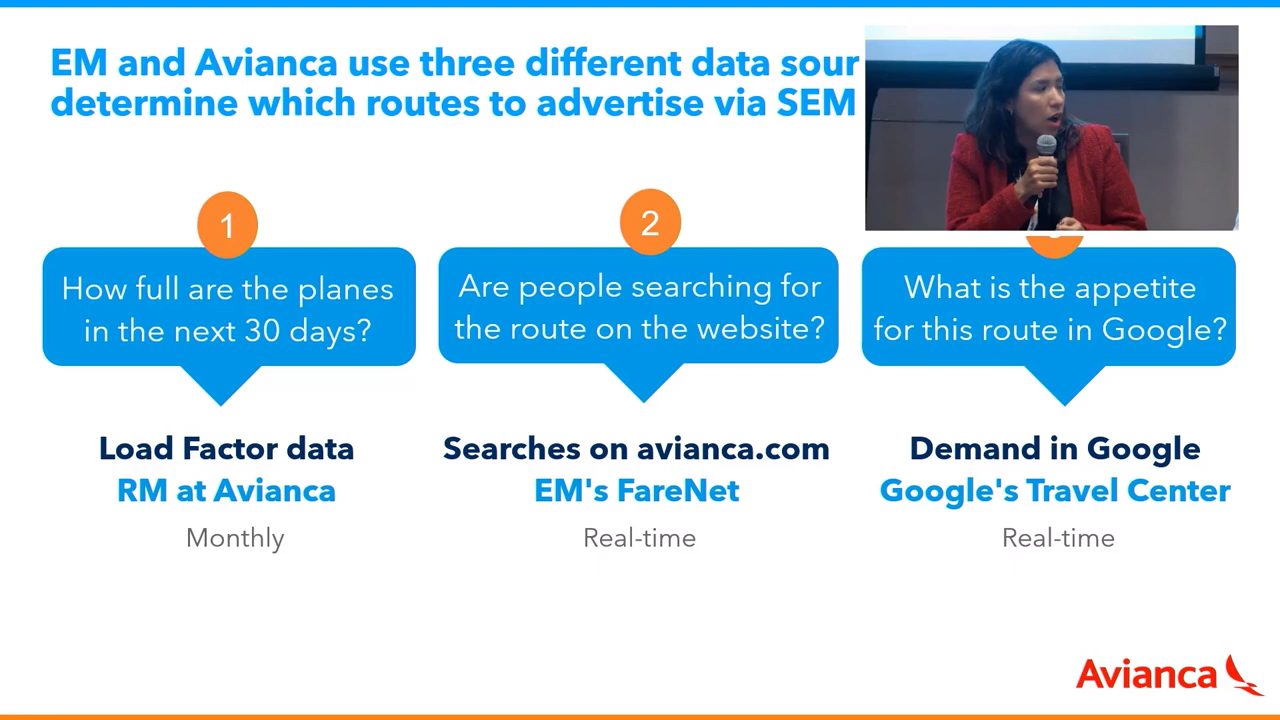 EM and Avianca use three different data sour
determine which routes to advertise via SEM
1
2
How full are the planes
in the next 30 days?
Are people searching for
the route on the website?
What is the appetite
for this route in Google?
Load Factor data
RM at Avianca
Monthly
Searches on avianca.com
EM's FareNet
Real-time
Demand in Google
Google's Travel Center
Real-time
Avianca